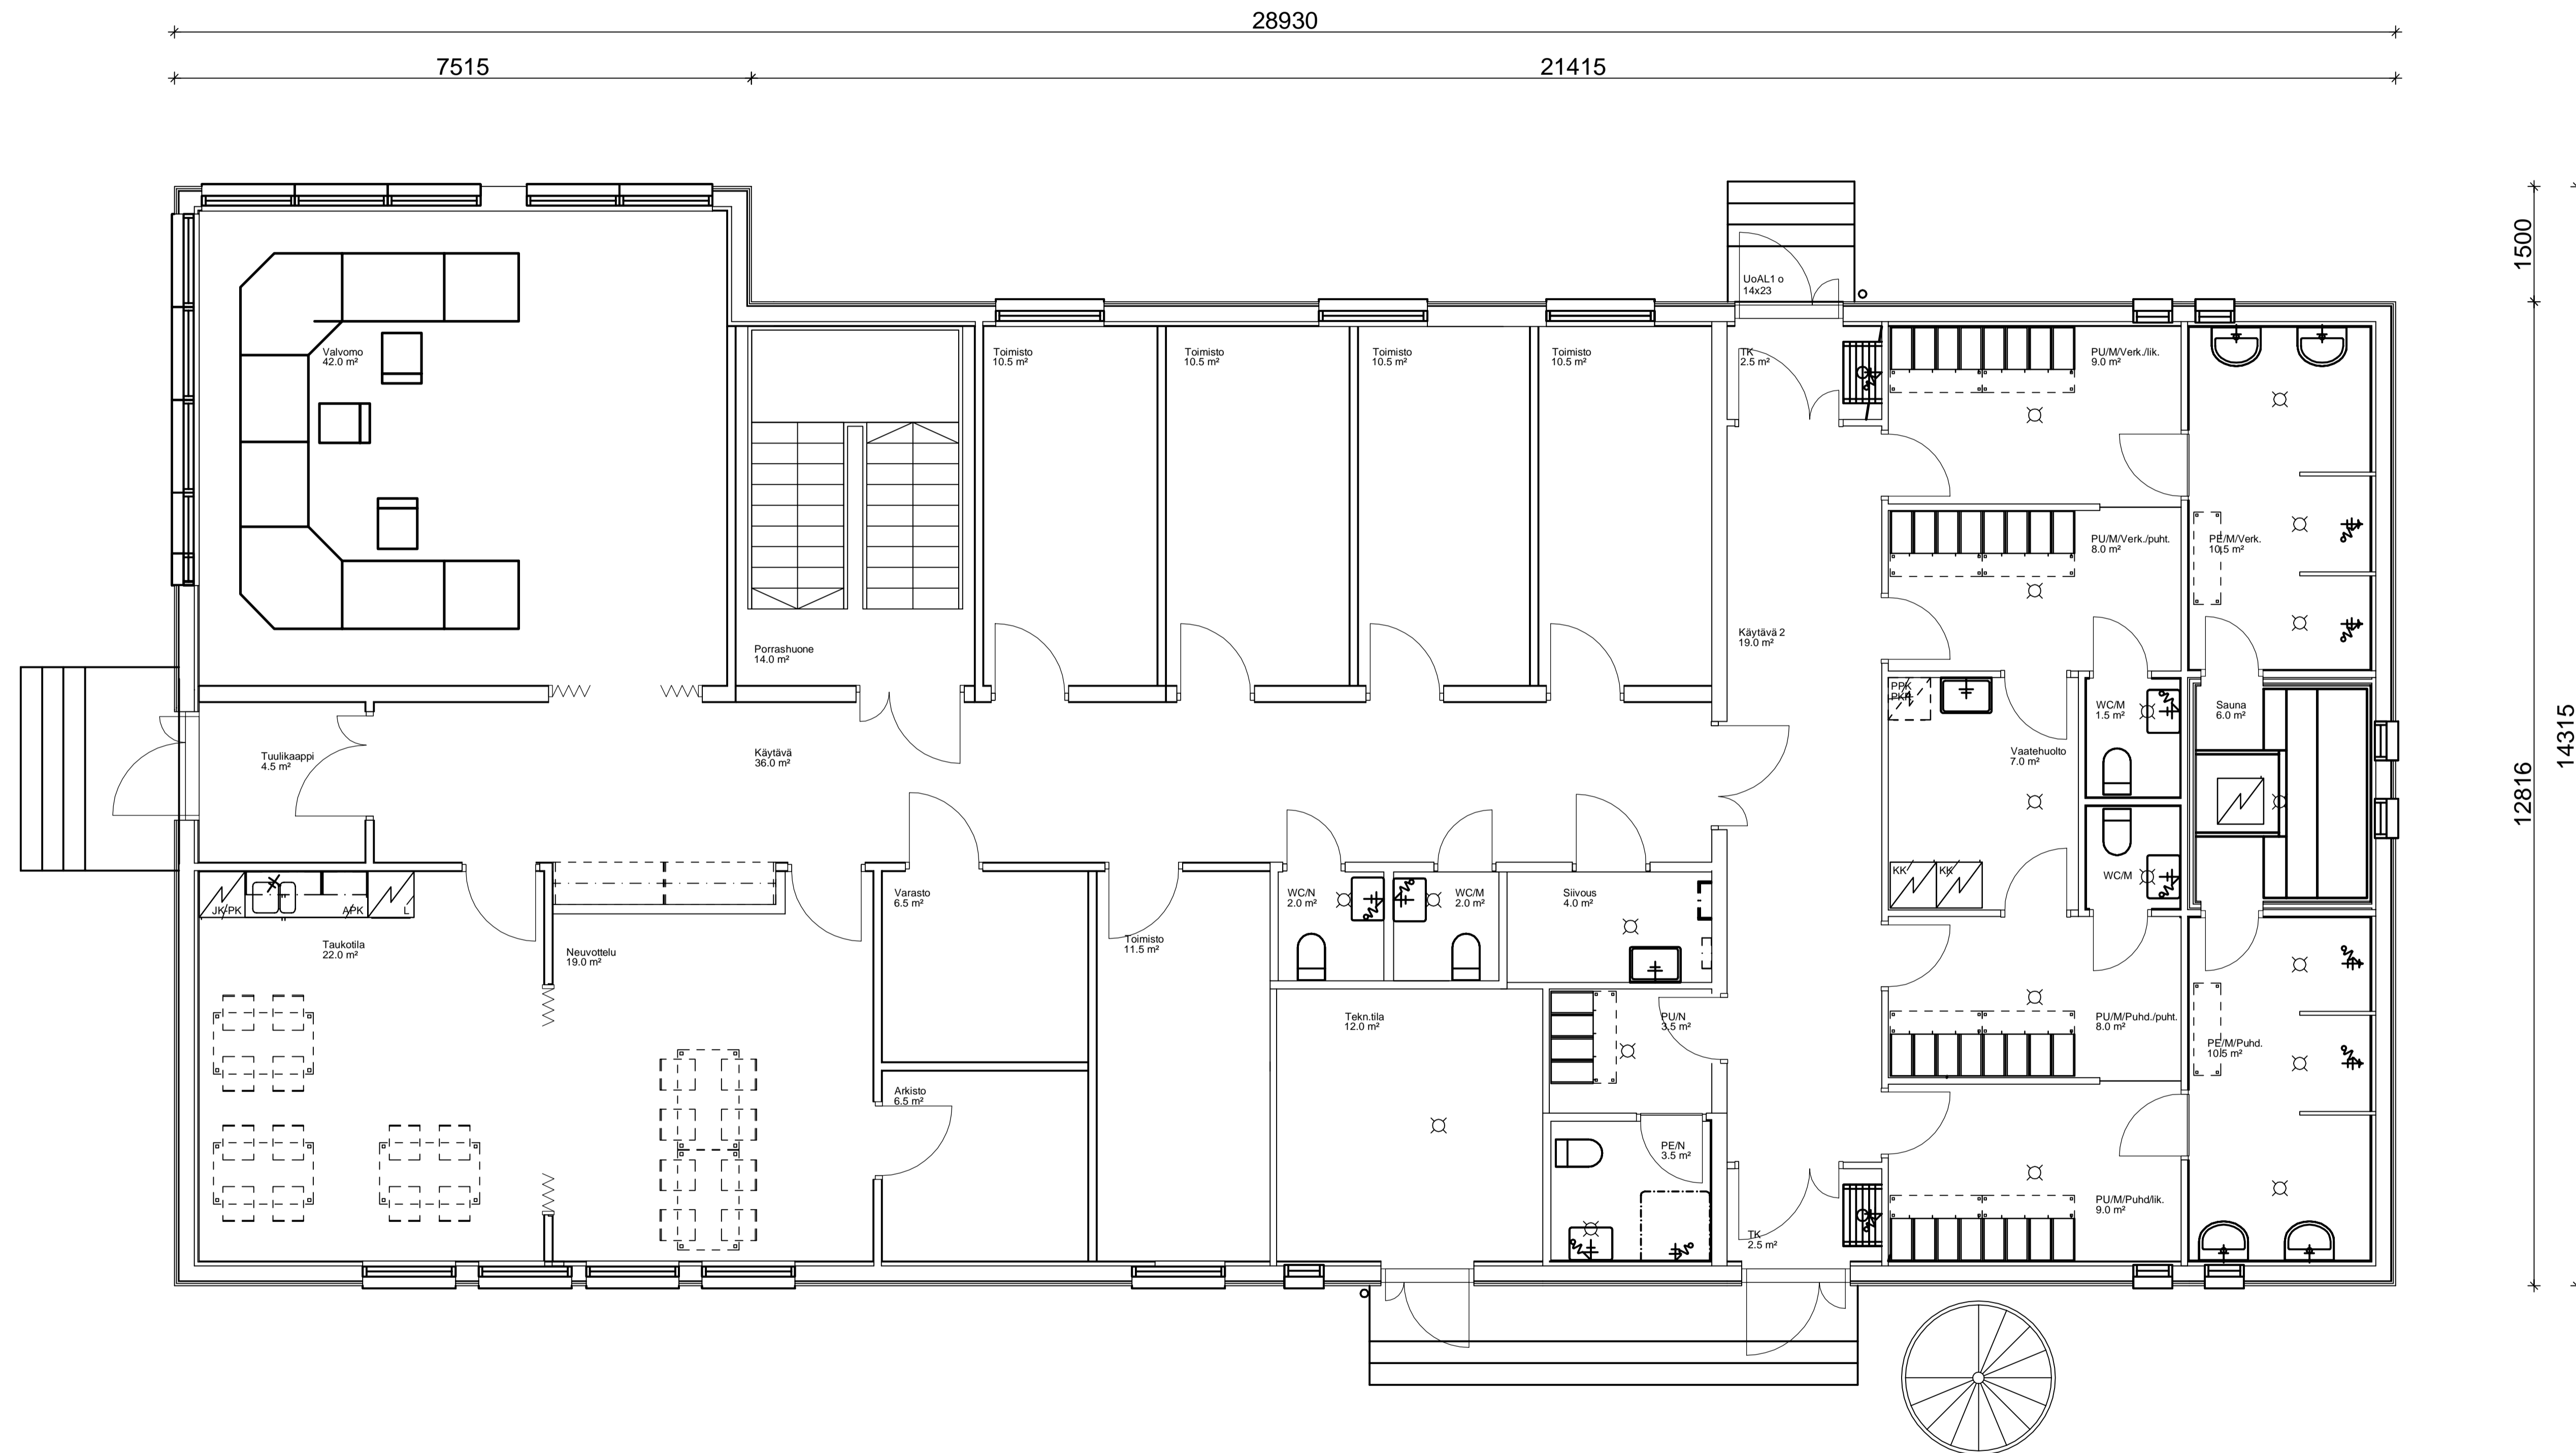 28930
7515
21415
1500
12816
14315
UoAL1 o
14x23
Valvomo
42.0 m²
Toimisto
10.5 m²
Toimisto
10.5 m²
Toimisto
10.5 m²
Toimisto
10.5 m²
TK
2.5 m²
PU/M/Verk./lik.
9.0 m²
PU/M/Verk./puht.
8.0 m²
PE/M/Verk.
10.5 m²
Porrashuone
14.0 m²
Käytävä 2
19.0 m²
PPK
WC/M
1.5 m²
Sauna
6.0 m²
Tuulikaappi
4.5 m²
Käytävä
36.0 m²
Vaatehuolto
7.0 m²
KK
KK
WC/M
JK/PK
APK
L
Taukotila
22.0 m²
Neuvottelu
19.0 m²
Varasto
6.5 m²
Toimisto
11.5 m²
WC/N
2.0 m²
WC/M
2.0 m²
Siivous
4.0 m²
Tekn.tila
12.0 m²
PU/N
3.5 m²
PU/M/Puhd./puht.
8.0 m²
PE/M/Puhd.
10.5 m²
Arkisto
6.5 m²
PE/N
3.5 m²
PU/M/Puhd/lik.
9.0 m²
TK
2.5 m²